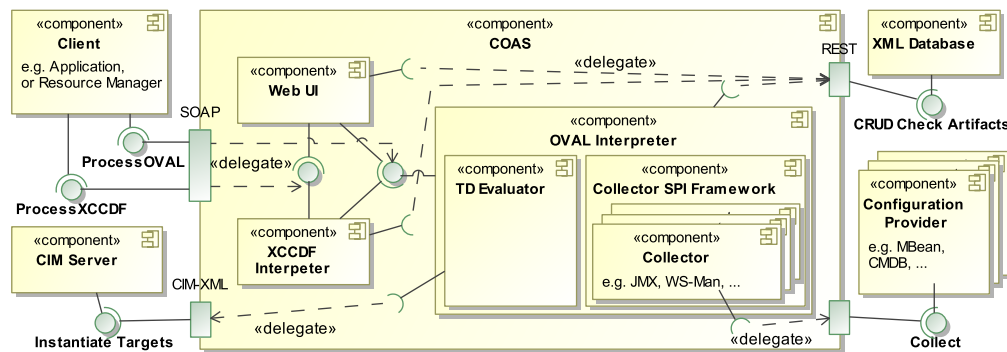 «component»
Client
e.g. Application,
or Resource Manager
ProcessOVAL
ProcessXCCDF
«component»
CIM Server
Instantiate Targets
SOAP
CIM-XML
«component»
COAS
«component»
Web UI
«delegate»
«delegate»
«component»
XCCDF
Interpeter
«delegate»
«component»
OVAL Interpreter
«component»
TD Evaluator
«component»
Collector SPI Framework
«component»
Collector
e.g. JMX, WS-Man, ...
«delegate»
REST
«component»
XML Database
CRUD Check Artifacts
«component»
Configuration
Provider
e.g. MBean,
CMDB, ...
Collect